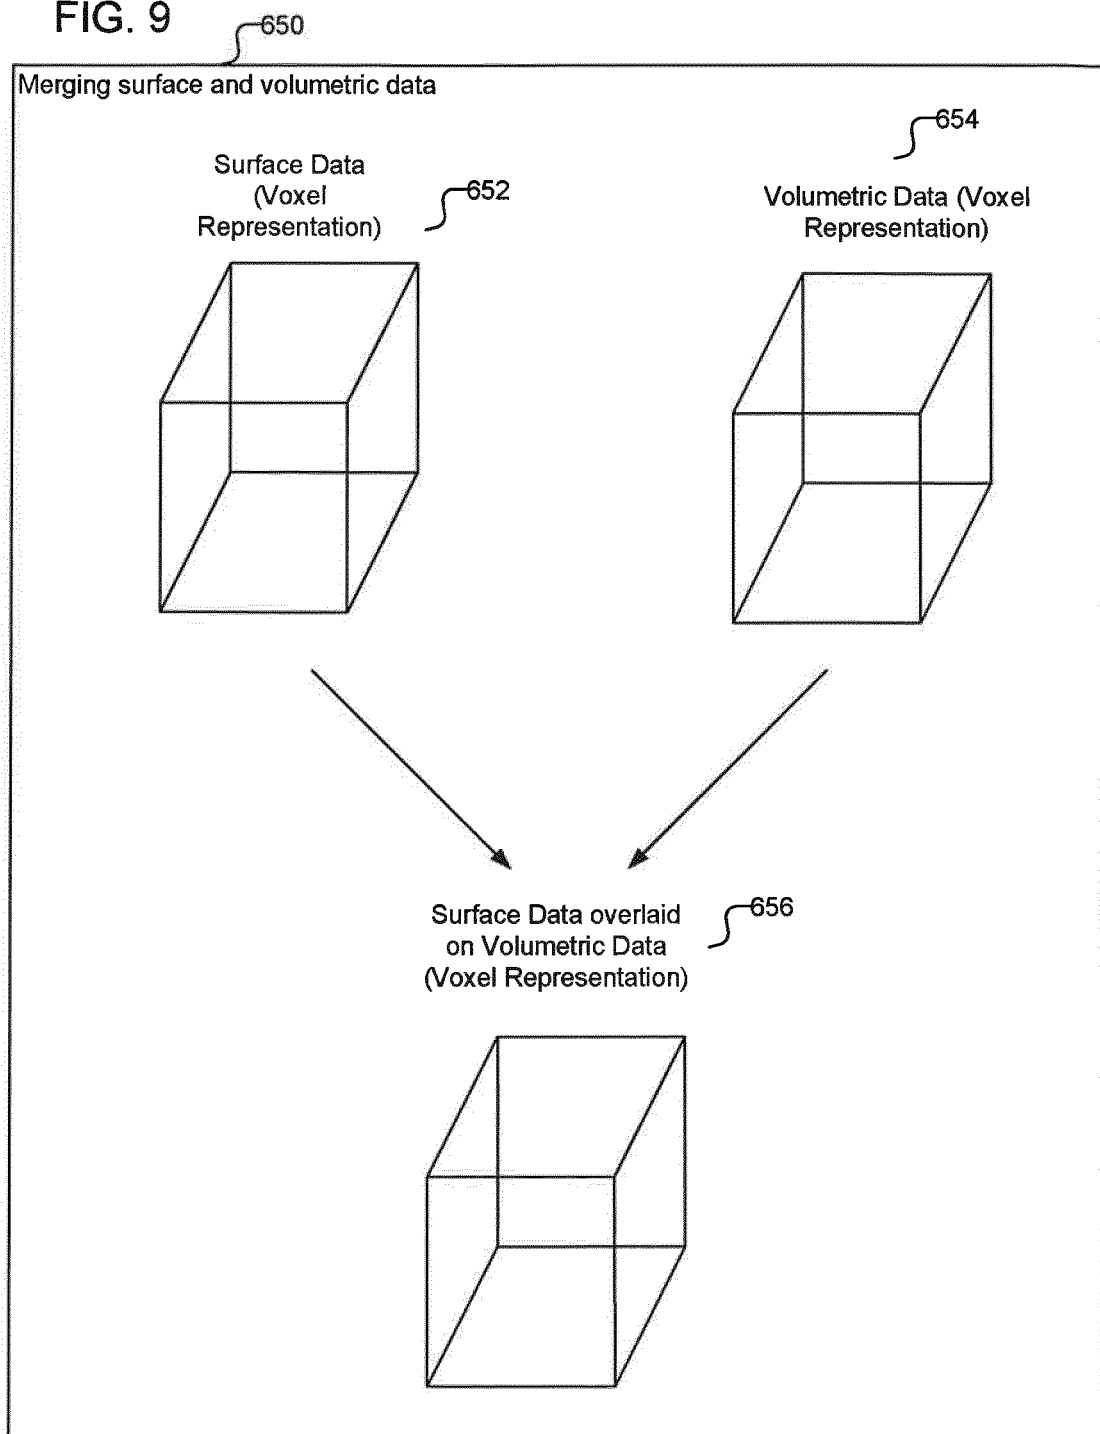 FIG. 9
650
Merging surface and volumetric data
654
Surface Data
(Voxel
Representation)
652
Volumetric Data (Voxel
Representation)
Surface Data overlaid
on Volumetric Data
(Voxel Representation)
656